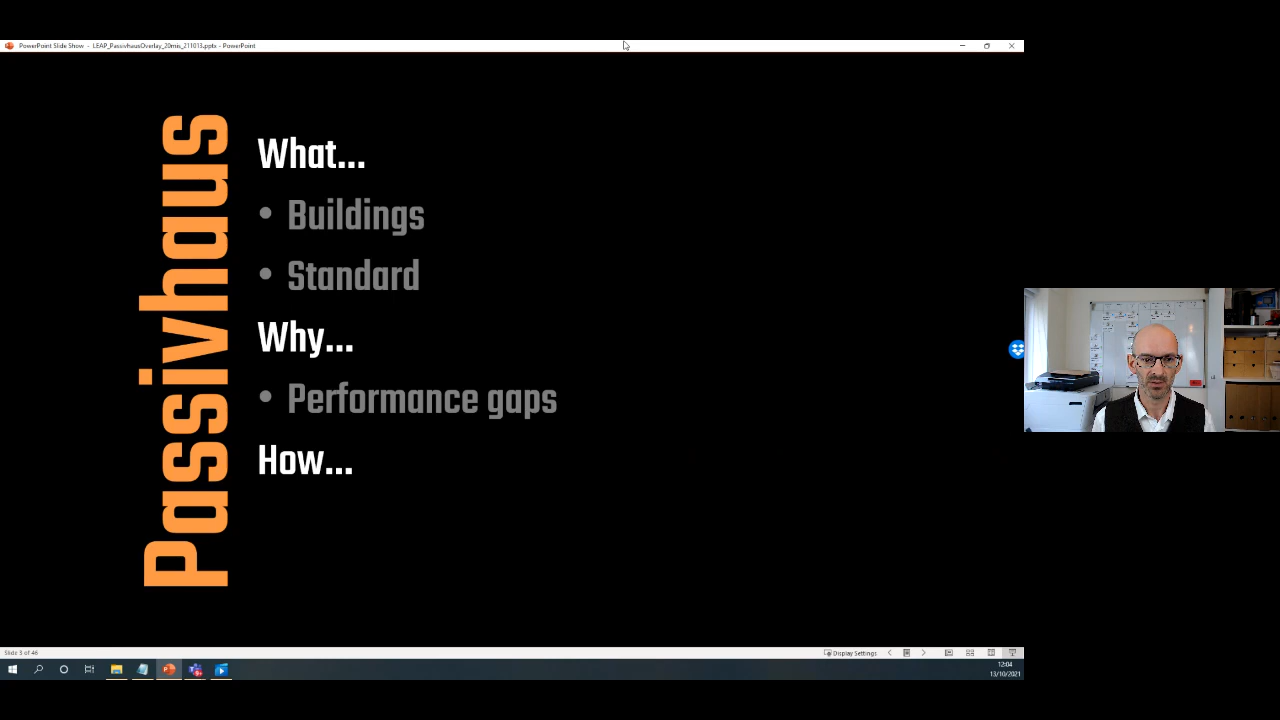 PowerPoint Slide Show - LEAP_PassivhausOverlay_20mis_211013.pptx - PowerPoint
Passivhaus
What...
• Buildings
• Standard
Why...
• Performance gaps
How...
Slide 3 of 46
Display Settings
12:04
13/10/2021